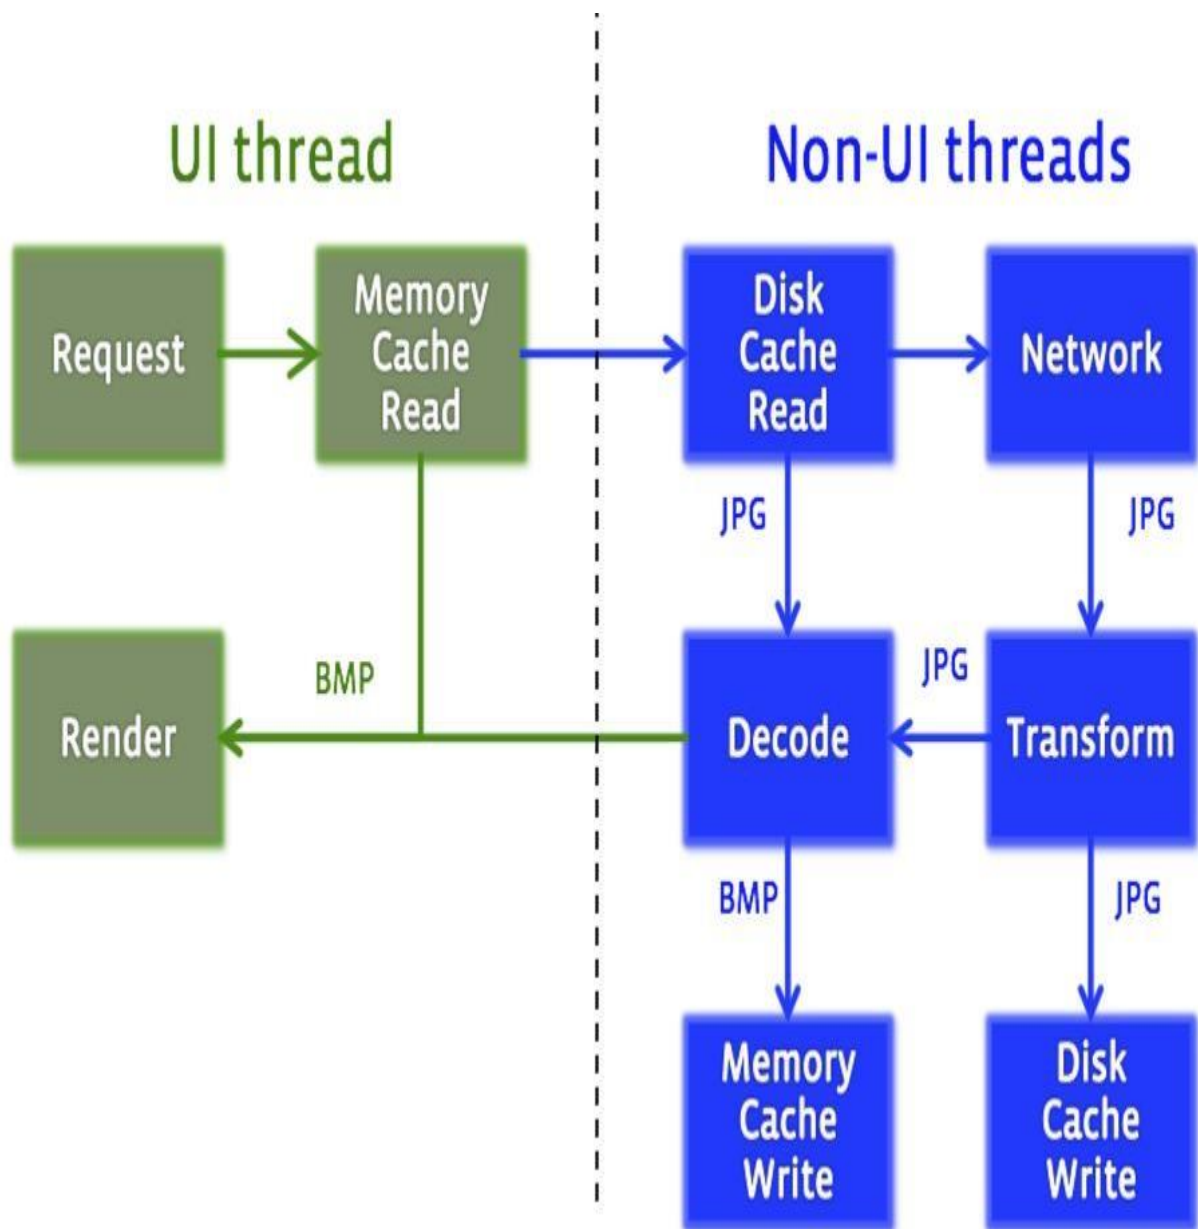 UI thread
Non-UI threads
Request
Memory
Cache
Read
Disk
Cache
Read
Network
JPG
JPG
BMP
JPG
Render
Decode
Transform
BMP
JPG
Memory
Cache
Write
Disk
Cache
Write